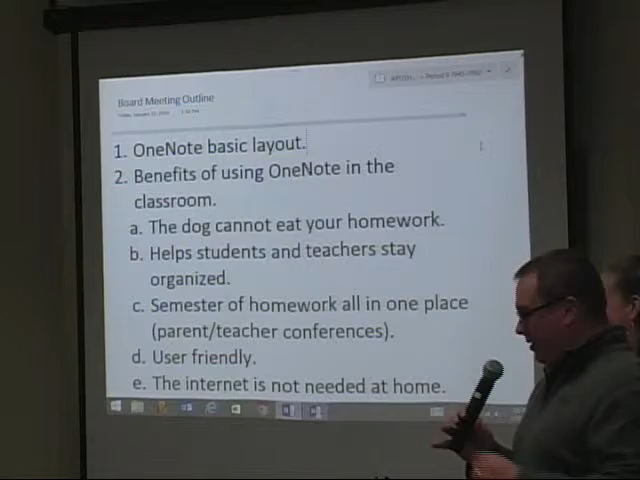 Board Meeting Outline
1. OneNote basic layout.
2. Benefits of using OneNote in the
classroom.
a. The dog cannot eat your homework.
b. Helps students and teachers stay
organized.
c. Semester of homework all in one place
(parent/teacher conferences).
d. User friendly.
e. The internet is not needed at home.